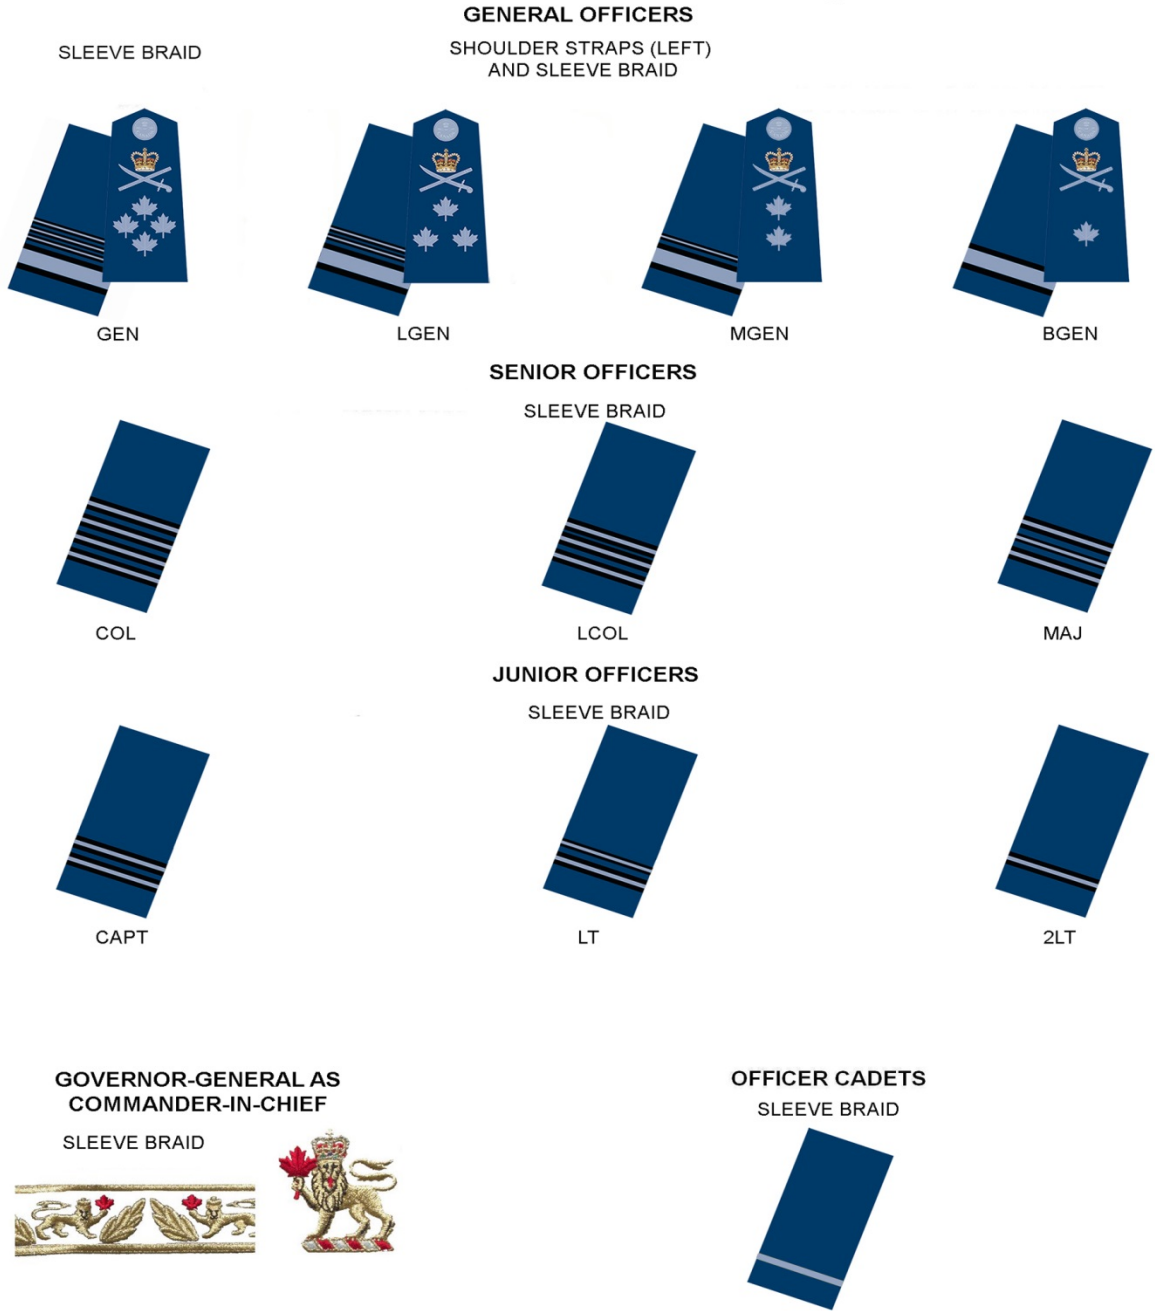 GENERAL OFFICERS
SLEEVE BRAID
SHOULDER STRAPS (LEFT)
AND SLEEVE BRAID
GEN
LGEN
MGEN
BGEN
SENIOR OFFICERS
SLEEVE BRAID
COL
LCOL
MAJ
JUNIOR OFFICERS
SLEEVE BRAID
CAPT
LT
2LT
GOVERNOR-GENERAL AS
COMMANDER-IN-CHIEF
SLEEVE BRAID
OFFICER CADETS
SLEEVE BRAID